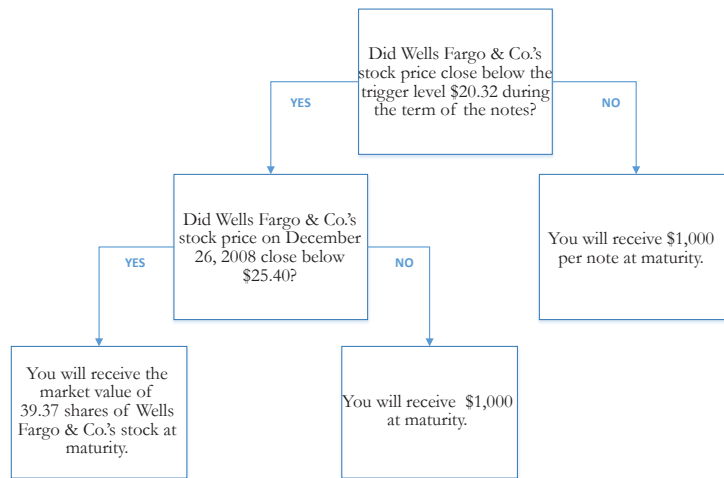 Did Wells Fargo & Co.'s
stock price close below the
trigger level $20.32 during
the term of the notes?
YES
NO
Did Wells Fargo & Co.'s
stock price on December
26, 2008 close below
$25.40?
You will receive $1,000
per note at maturity.
YES
NO
You will receive the
market value of
39.37 shares of Wells
Fargo & Co.'s stock at
maturity.
You will receive $1,000
at maturity.